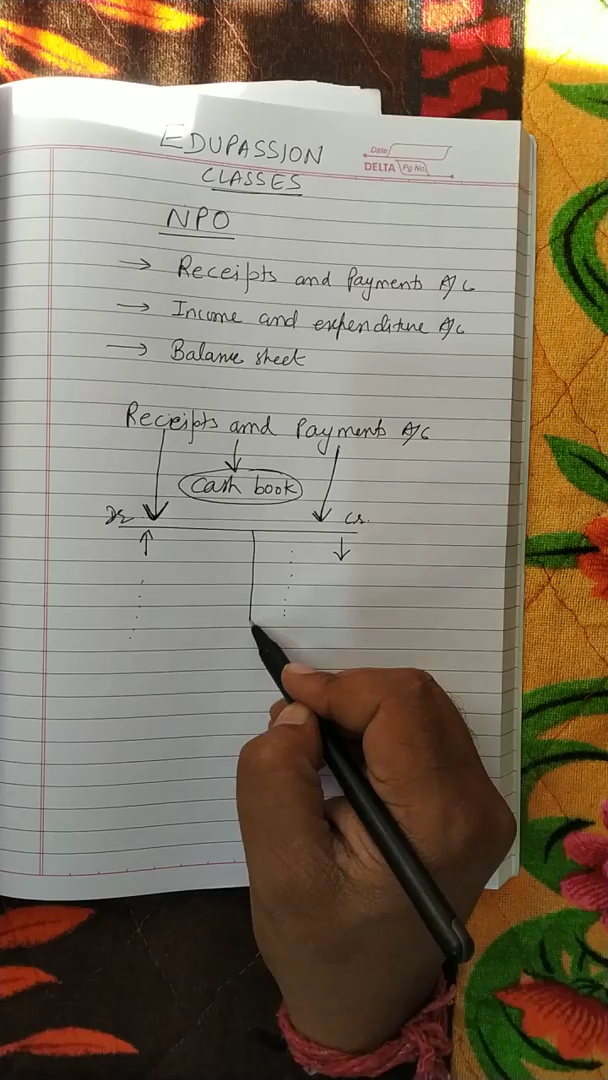 EDUPASSION
CLASSES
Date
DELTA Pg No
NPO
→ Receipts and Payments A/c
→ Income and expenditure A/c
→ Balance sheet
Receipts and Payments A/c
Cash book
Dr Cr.